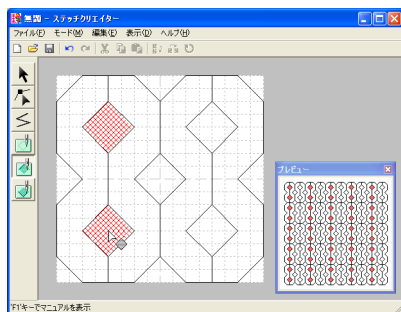 無題 - ステッチクリエイター
ファイル(F) モード(M) 編集(E) 表示(D) ヘルプ(H)
プレビュー
'F1'キーでマニュアルを表示